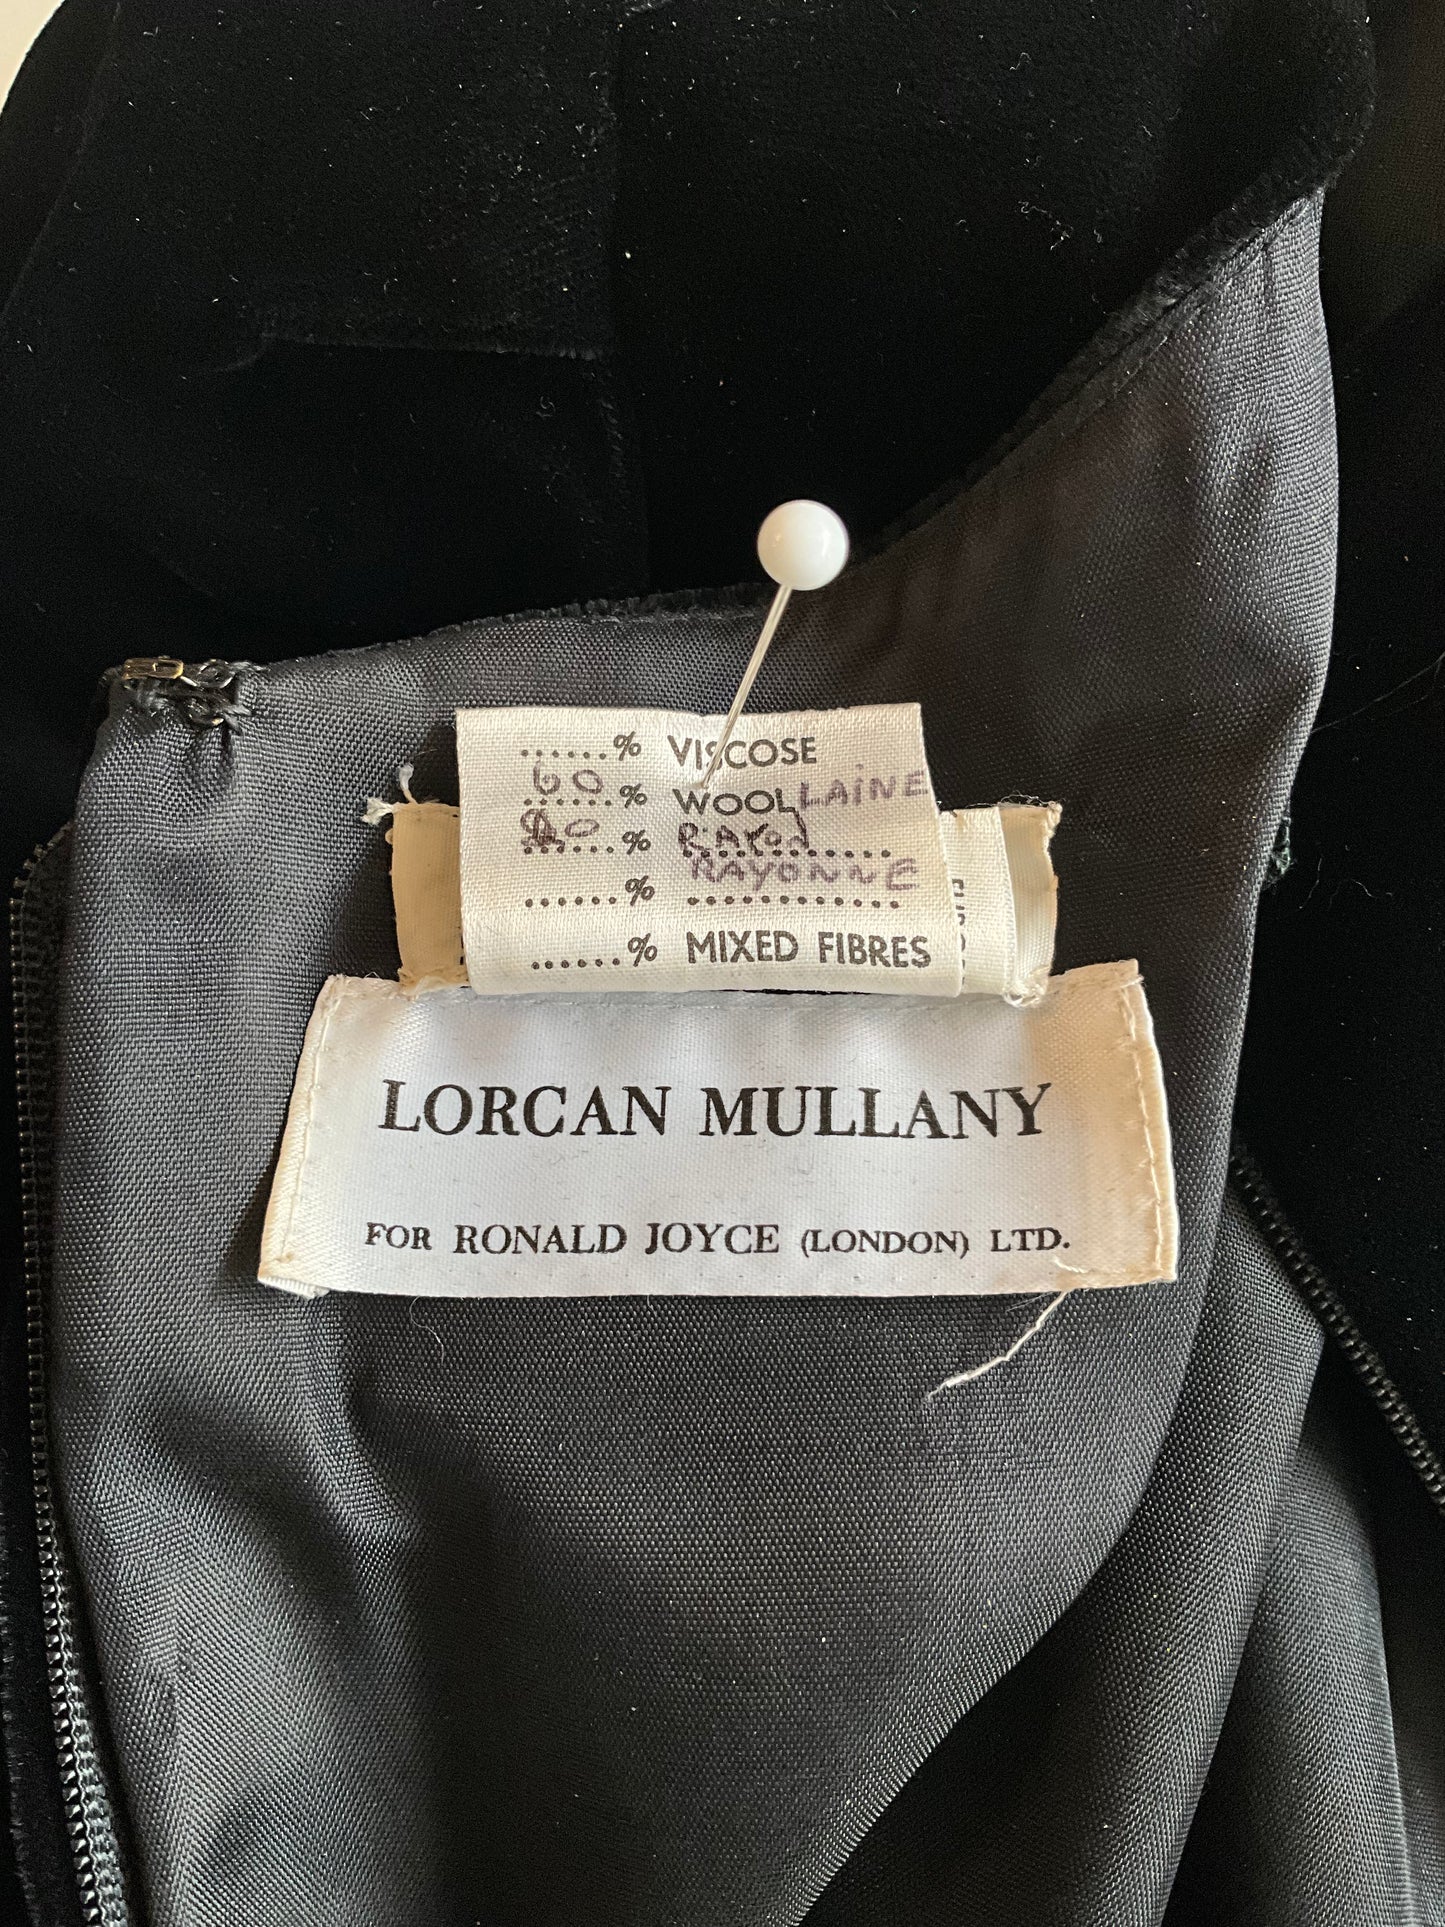 ......% VISCOSE
60......% WOOL LAINE
40......% RAYON
RAYONNE
......% ............
......% MIXED FIBRES
LORCAN MULLANY
FOR RONALD JOYCE (LONDON) LTD.